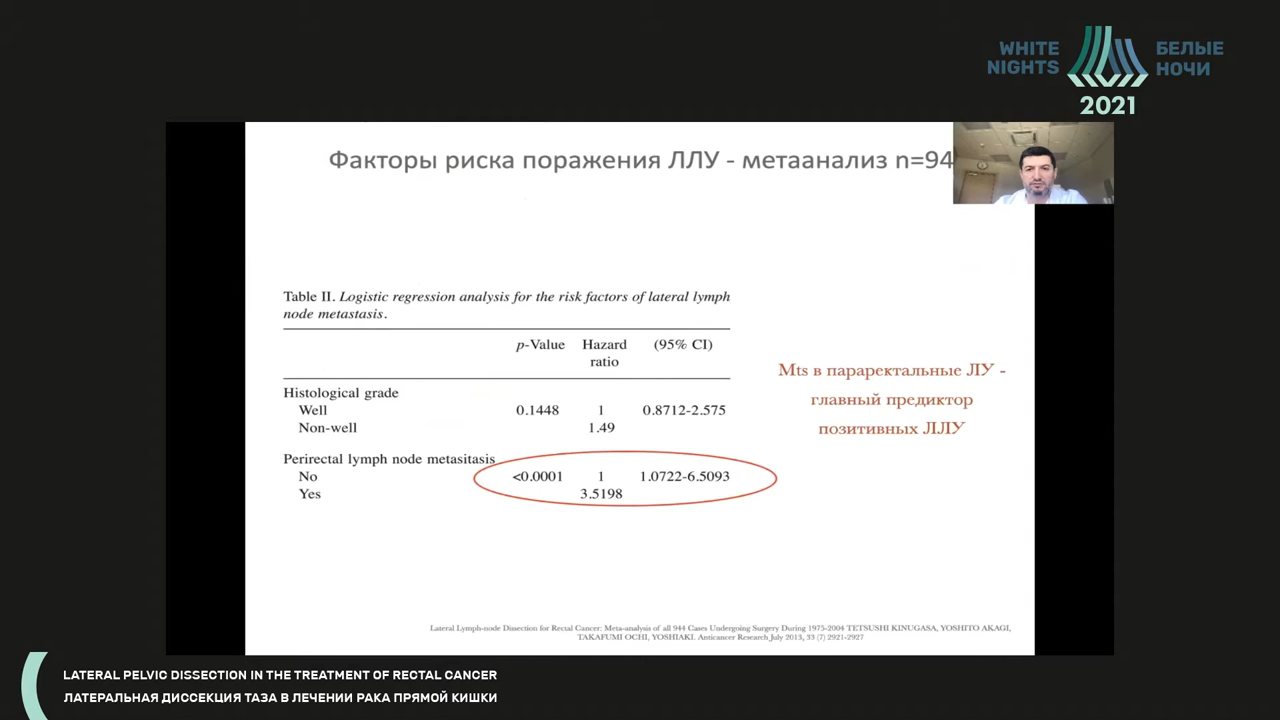 WHITE NIGHTS
БЕЛЫЕ НОЧИ
2021
Факторы риска поражения ЛЛУ - метаанализ n=94
Table II. Logistic regression analysis for the risk factors of lateral lymph
node metastasis.
p-Value Hazard ratio (95% CI)
Histological grade
Well 0.1448 1 0.8712-2.575
Non-well 1.49
Perirectal lymph node metasitasis
No <0.0001 1 1.0722-6.5093
Yes 3.5198
Mts в параректальные ЛУ -
главный предиктор
позитивных ЛЛУ
Lateral Lymph-node Dissection for Rectal Cancer: Meta-analysis of all 944 Cases Undergoing Surgery During 1975-2004 TETSUSHI KINUGASA, YOSHITO AKAGI,
TAKAFUMI OCHI, YOSHIAKI. Anticancer Research July 2013, 33 (7) 2921-2927
LATERAL PELVIC DISSECTION IN THE TREATMENT OF RECTAL CANCER
ЛАТЕРАЛЬНАЯ ДИССЕКЦИЯ ТАЗА В ЛЕЧЕНИИ РАКА ПРЯМОЙ КИШКИ